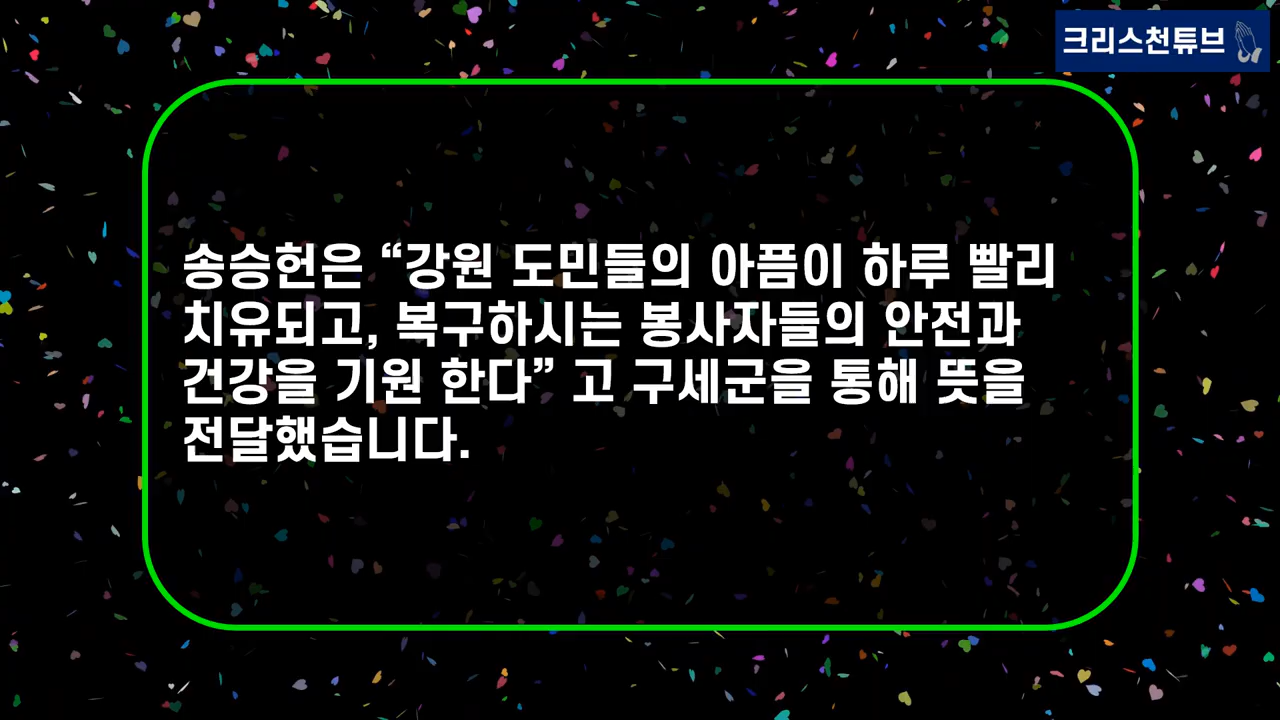 크리스천튜브
송승헌은 “강원 도민들의 아픔이 하루 빨리
치유되고, 복구하시는 봉사자들의 안전과
건강을 기원 한다” 고 구세군을 통해 뜻을
전달했습니다.